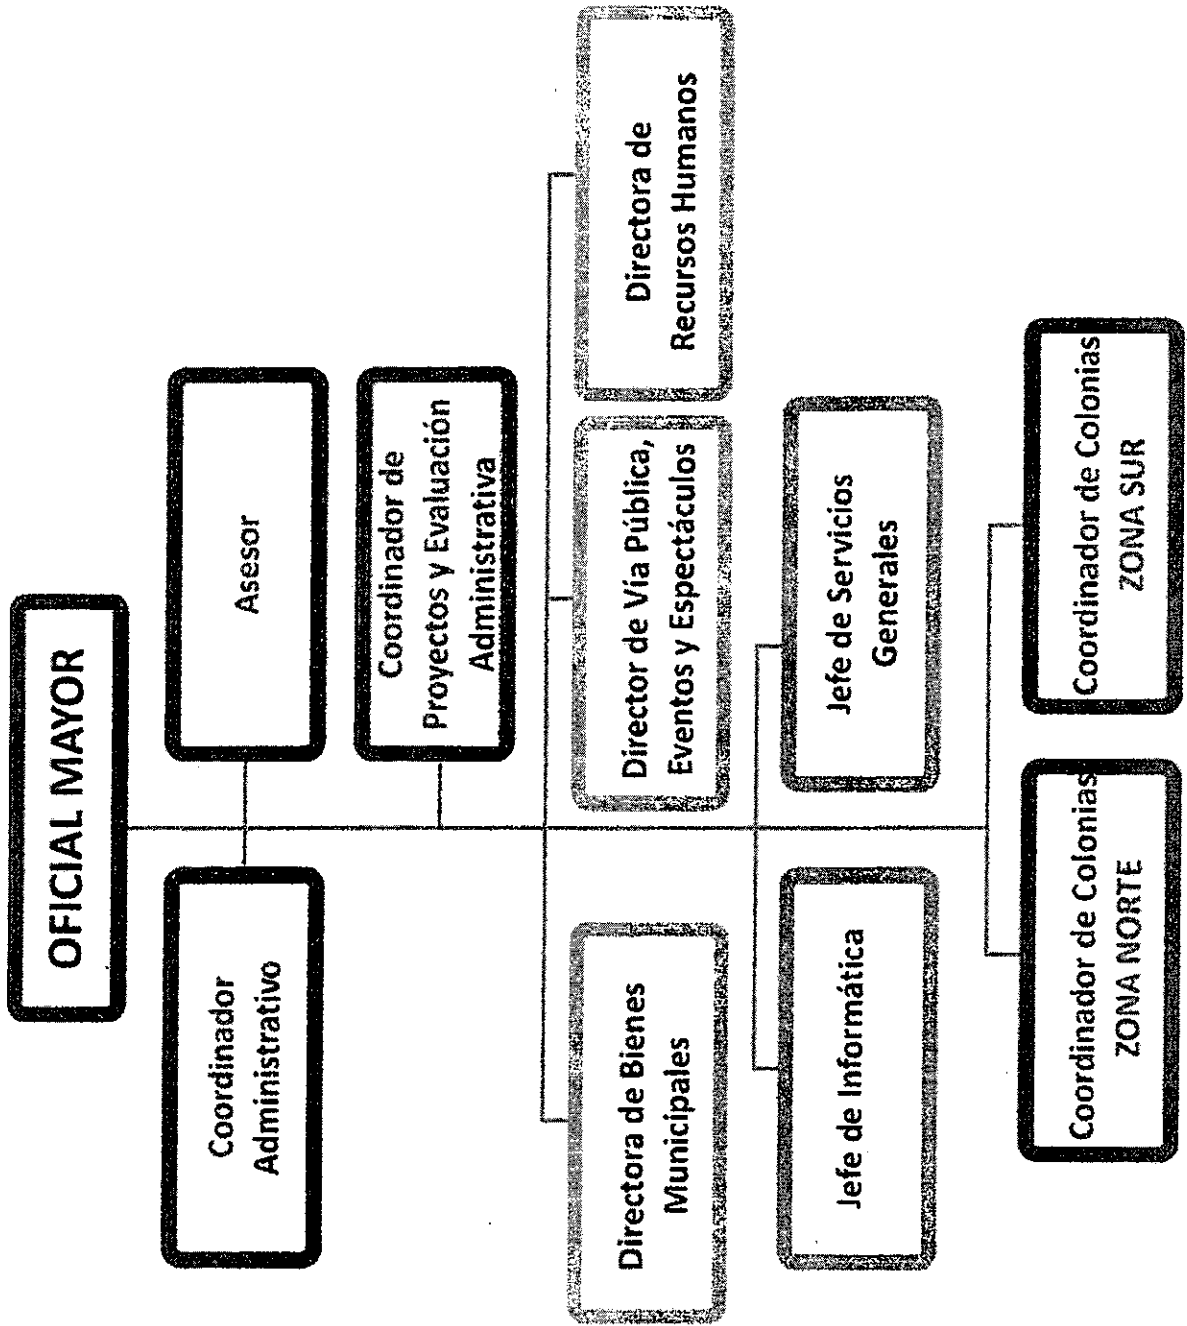 OFICIAL MAYOR
Coordinador
Administrativo
Asesor
Coordinador de
Proyectos y Evaluación
Administrativa
Directora de Bienes
Municipales
Director de Vía Pública,
Eventos y Espectáculos
Directora de
Recursos Humanos
Jefe de Informática
Jefe de Servicios
Generales
Coordinador de Colonias
ZONA NORTE
Coordinador de Colonias
ZONA SUR